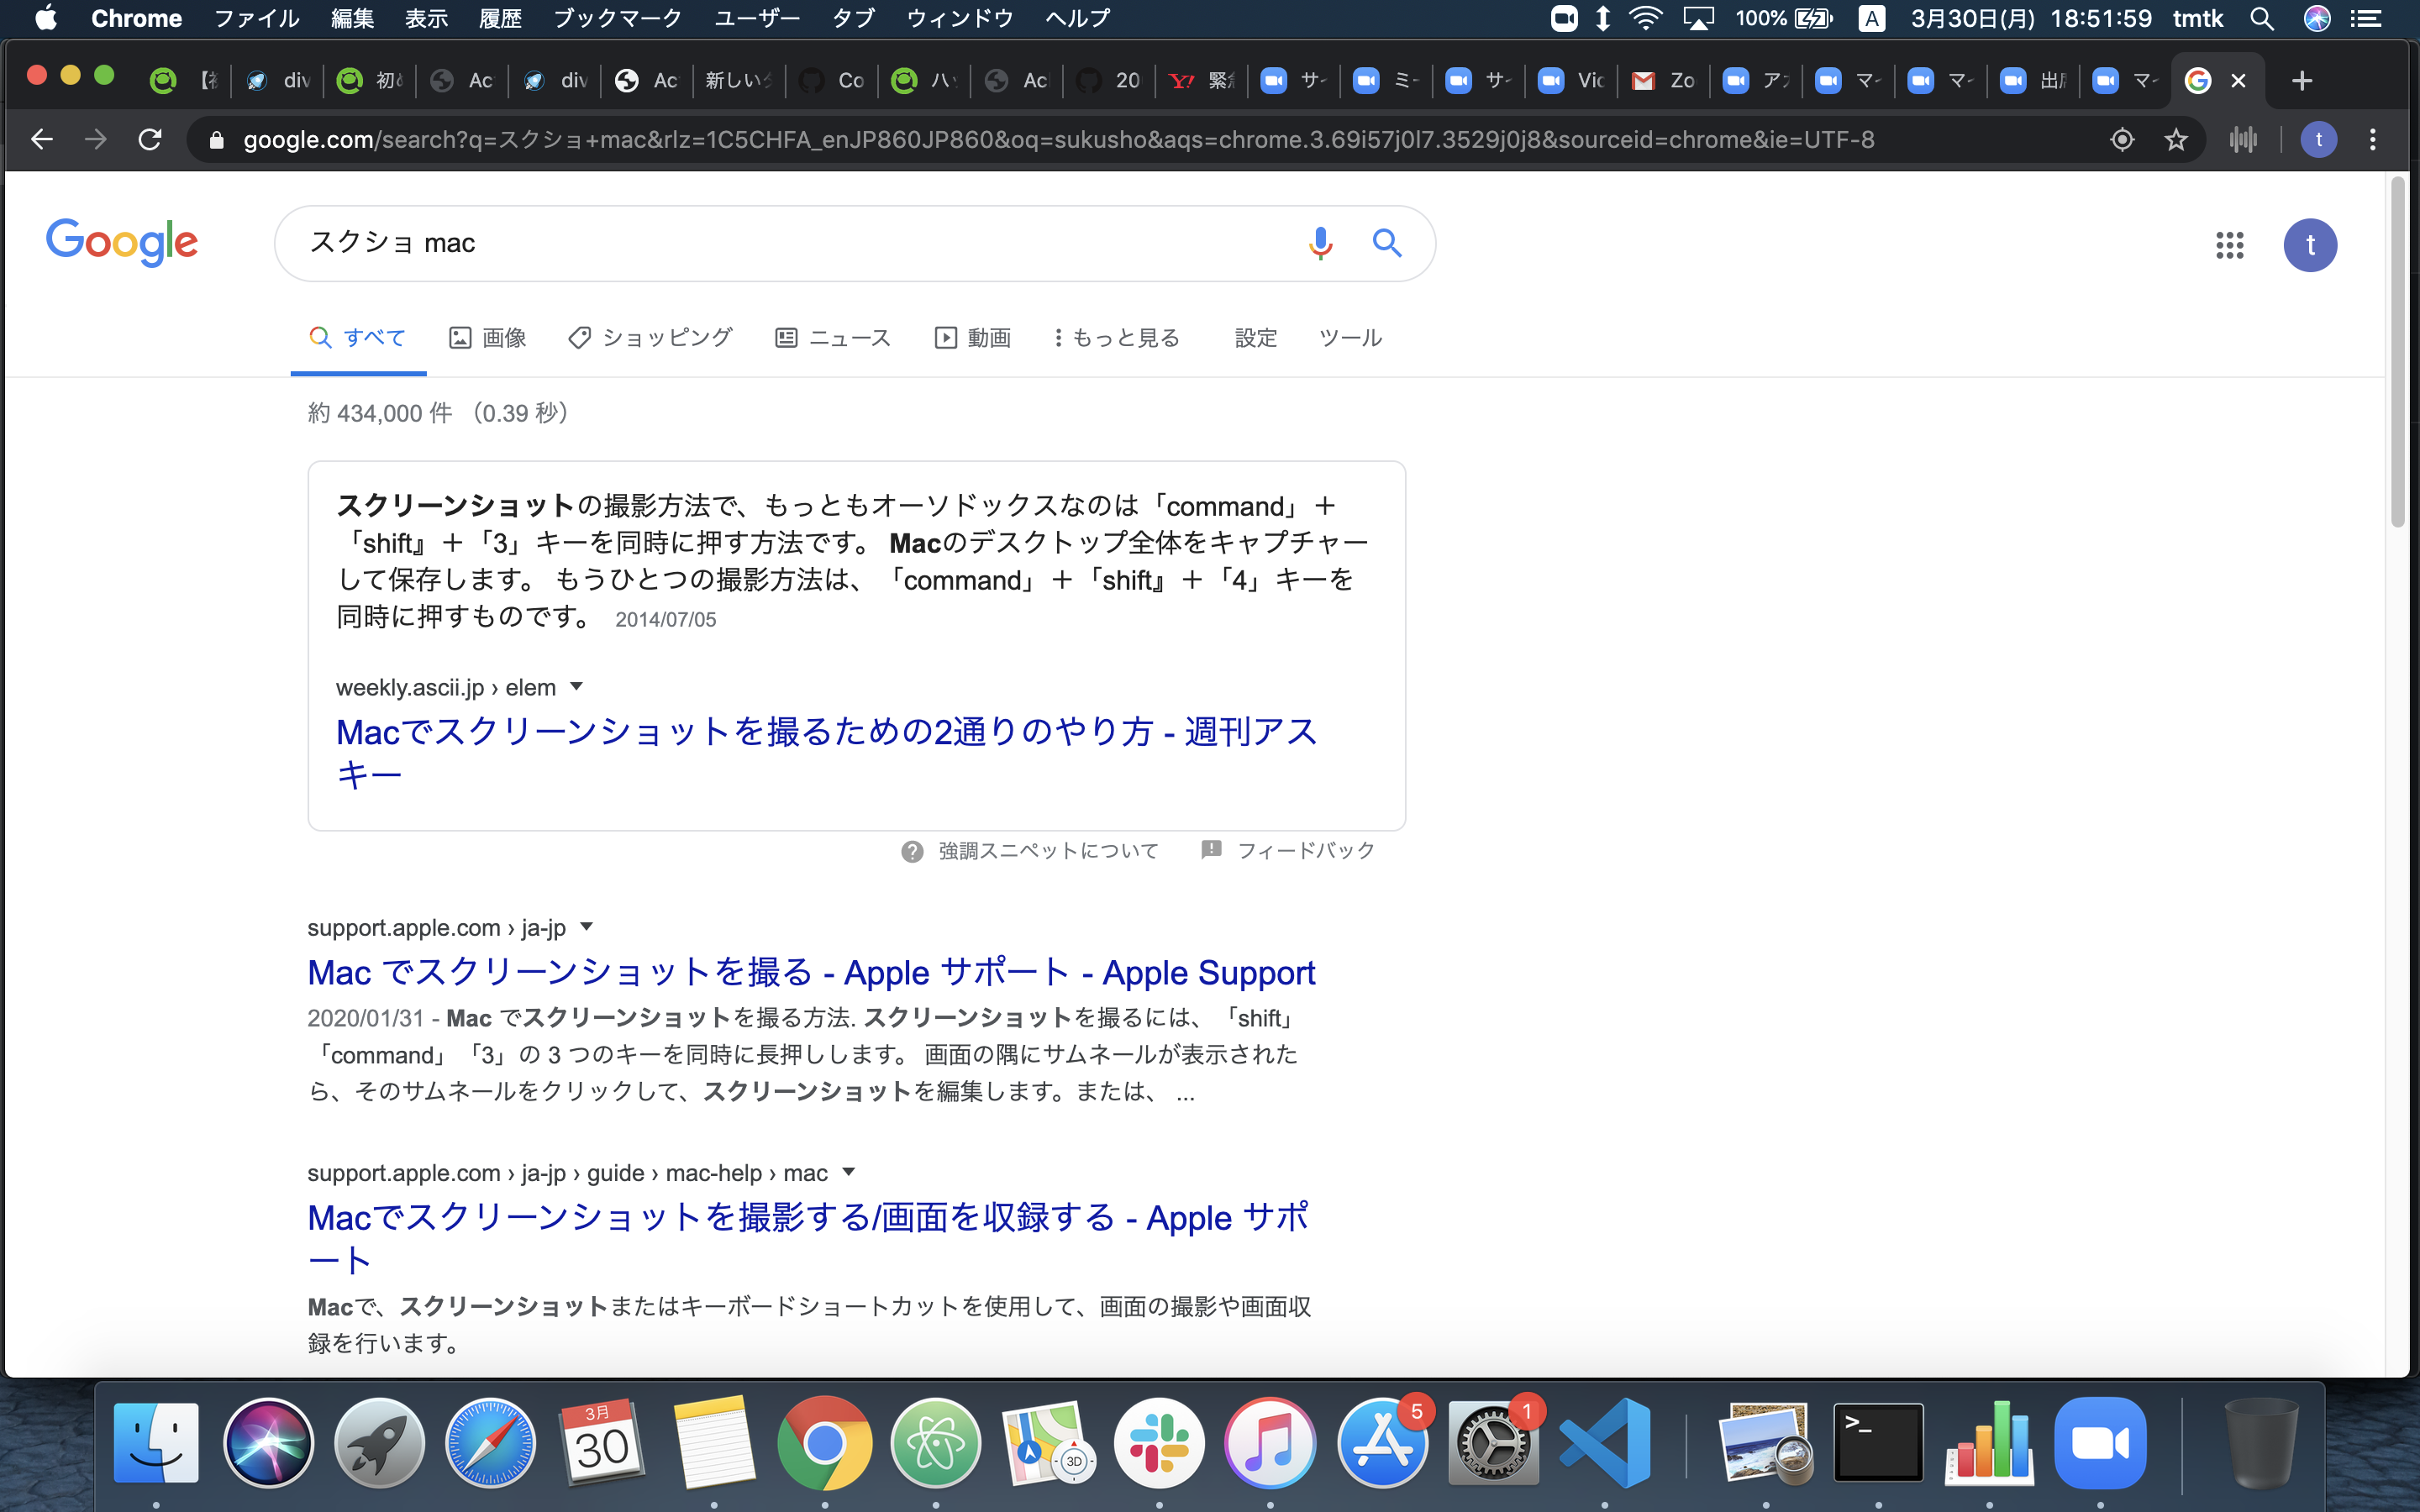 Chrome ファイル 編集 表示 履歴 ブックマーク ユーザー タブ ウィンドウ ヘルプ 100% A 3月30日(月) 18:51:59 tmtk
div 初 Ac div Ac 新しい Co ハ Ac 20 Y! 緊 サ ミ サ Vic Zo ア マ マ 出 マ
google.com/search?q=スクショ+mac&rlz=1C5CHFA_enJP860JP860&oq=sukusho&aqs=chrome.3.69i57j0l7.3529j0j8&sourceid=chrome&ie=UTF-8 t
Google スクショ mac t
すべて 画像 ショッピング ニュース 動画 もっと見る 設定 ツール
約 434,000 件 （0.39 秒）
スクリーンショットの撮影方法で、もっともオーソドックスなのは「command」＋
「shift』＋「3」キーを同時に押す方法です。 Macのデスクトップ全体をキャプチャー
して保存します。 もうひとつの撮影方法は、「command」＋「shift』＋「4」キーを
同時に押すものです。 2014/07/05
weekly.ascii.jp › elem
Macでスクリーンショットを撮るための2通りのやり方 - 週刊アス
キー
強調スニペットについて フィードバック
support.apple.com › ja-jp
Mac でスクリーンショットを撮る - Apple サポート - Apple Support
2020/01/31 - Mac でスクリーンショットを撮る方法. スクリーンショットを撮るには、「shift」
「command」「3」の 3 つのキーを同時に長押しします。 画面の隅にサムネールが表示された
ら、そのサムネールをクリックして、スクリーンショットを編集します。または、 ...
support.apple.com › ja-jp › guide › mac-help › mac
Macでスクリーンショットを撮影する/画面を収録する - Apple サポ
ート
Macで、スクリーンショットまたはキーボードショートカットを使用して、画面の撮影や画面収
録を行います。
3月
30
3D
5
1
>_